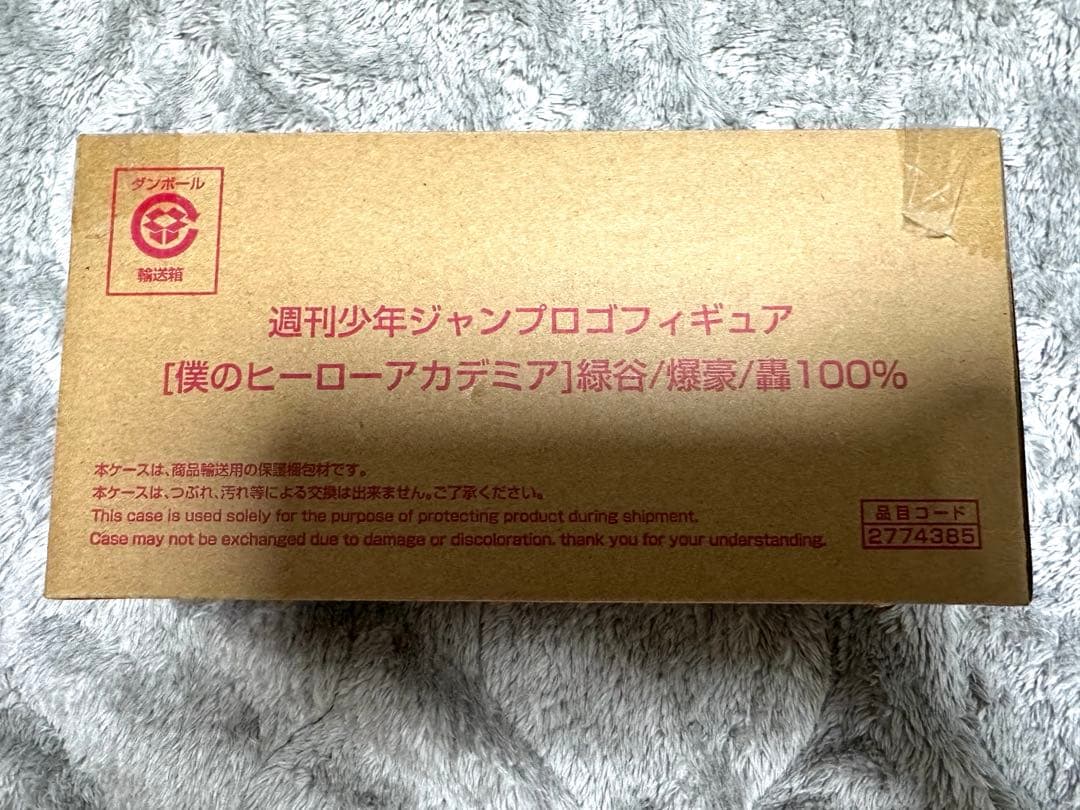 ダンボール
輸送箱
週刊少年ジャンプロゴフィギュア
[僕のヒーローアカデミア]緑谷/爆豪/轟100%
本ケースは、商品輸送用の保護梱包材です。
本ケースは、つぶれ、汚れ等による交換は出来ません。ご了承ください。
This case is used solely for the purpose of protecting product during shipment.
Case may not be exchanged due to damage or discoloration. thank you for your understanding.
品目コード
2774385